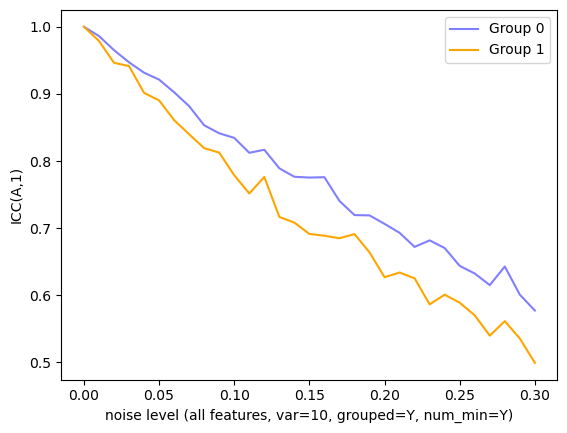 Group 0
Group 1
1.0
0.9
0.8
0.7
0.6
0.5
ICC(A,1)
0.00 0.05 0.10 0.15 0.20 0.25 0.30
noise level (all features, var=10, grouped=Y, num_min=Y)